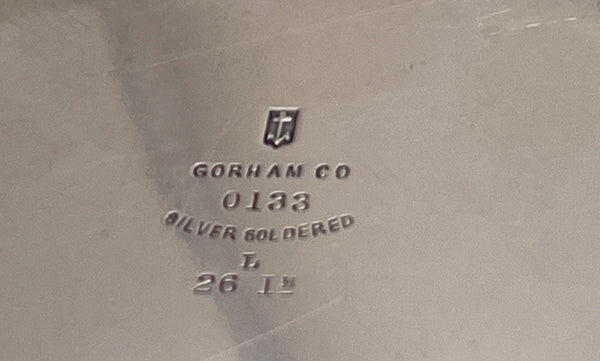 GORHAM CO
0133
SILVER SOLDERED
L
26 IN